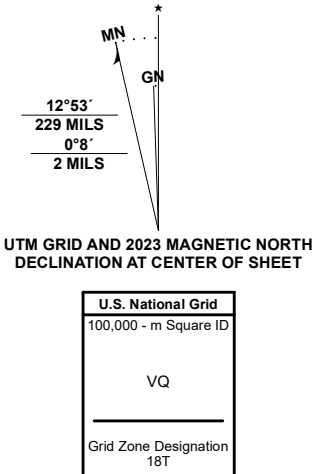 MN
GN
12°53´
229 MILS
0°8´
2 MILS
UTM GRID AND 2023 MAGNETIC NORTH
DECLINATION AT CENTER OF SHEET
U.S. National Grid
100,000 - m Square ID
VQ
Grid Zone Designation
18T